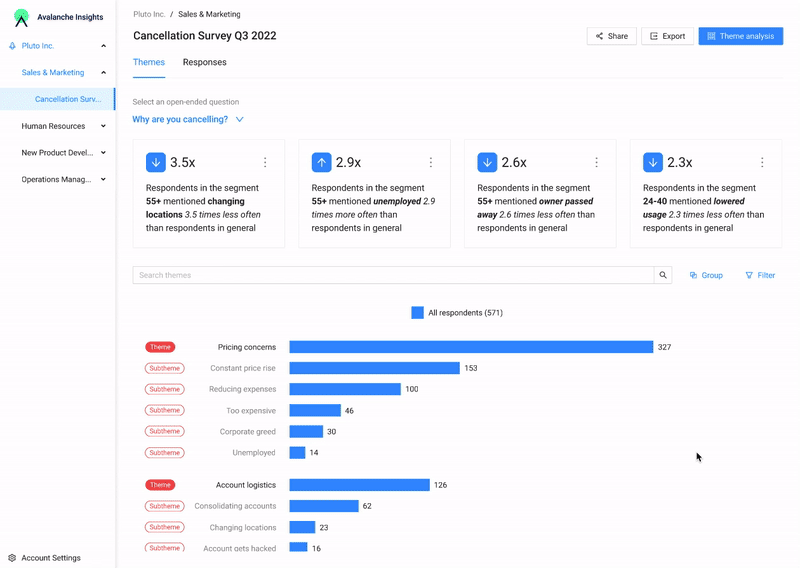 Avalanche Insights
Pluto Inc.
Sales & Marketing
Cancellation Surv...
Human Resources
New Product Devel...
Operations Manag...
Account Settings
Pluto Inc. / Sales & Marketing
Cancellation Survey Q3 2022
Share
Export
Theme analysis
Themes
Responses
Select an open-ended question
Why are you cancelling?
3.5x
Respondents in the segment
55+ mentioned changing
locations 3.5 times less often
than respondents in general
2.9x
Respondents in the segment
55+ mentioned unemployed 2.9
times more often than
respondents in general
2.6x
Respondents in the segment
55+ mentioned owner passed
away 2.6 times less often than
respondents in general
2.3x
Respondents in the segment
24-40 mentioned lowered
usage 2.3 times less often than
respondents in general
Search themes
Group
Filter
All respondents (571)
Theme Pricing concerns 327
Subtheme Constant price rise 153
Subtheme Reducing expenses 100
Subtheme Too expensive 46
Subtheme Corporate greed 30
Subtheme Unemployed 14
Theme Account logistics 126
Subtheme Consolidating accounts 62
Subtheme Changing locations 23
Subtheme Account gets hacked 16